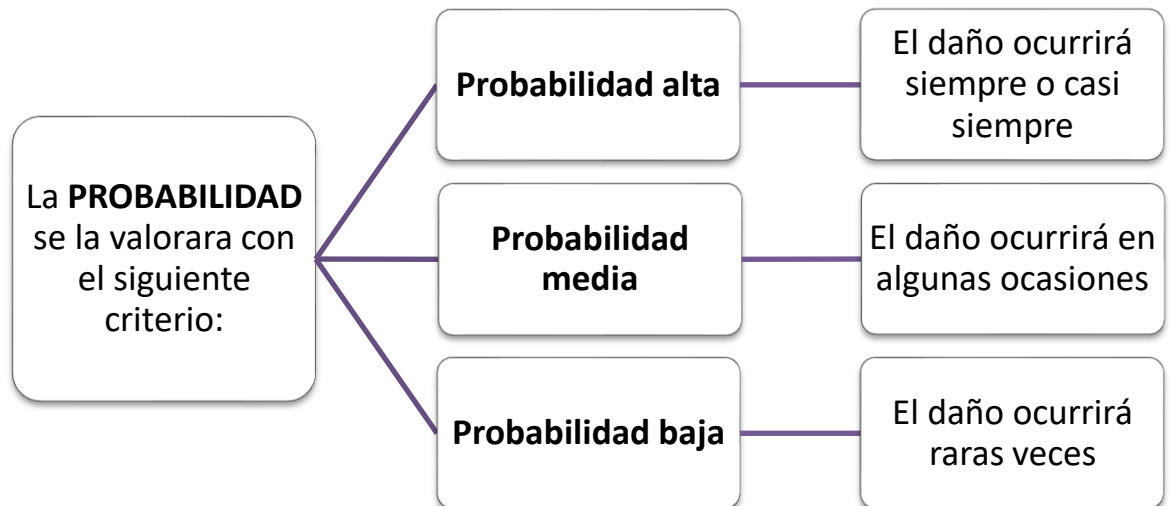 La PROBABILIDAD
se la valorara con
el siguiente
criterio:
Probabilidad alta
El daño ocurrirá
siempre o casi
siempre
Probabilidad
media
El daño ocurrirá en
algunas ocasiones
Probabilidad baja
El daño ocurrirá
raras veces